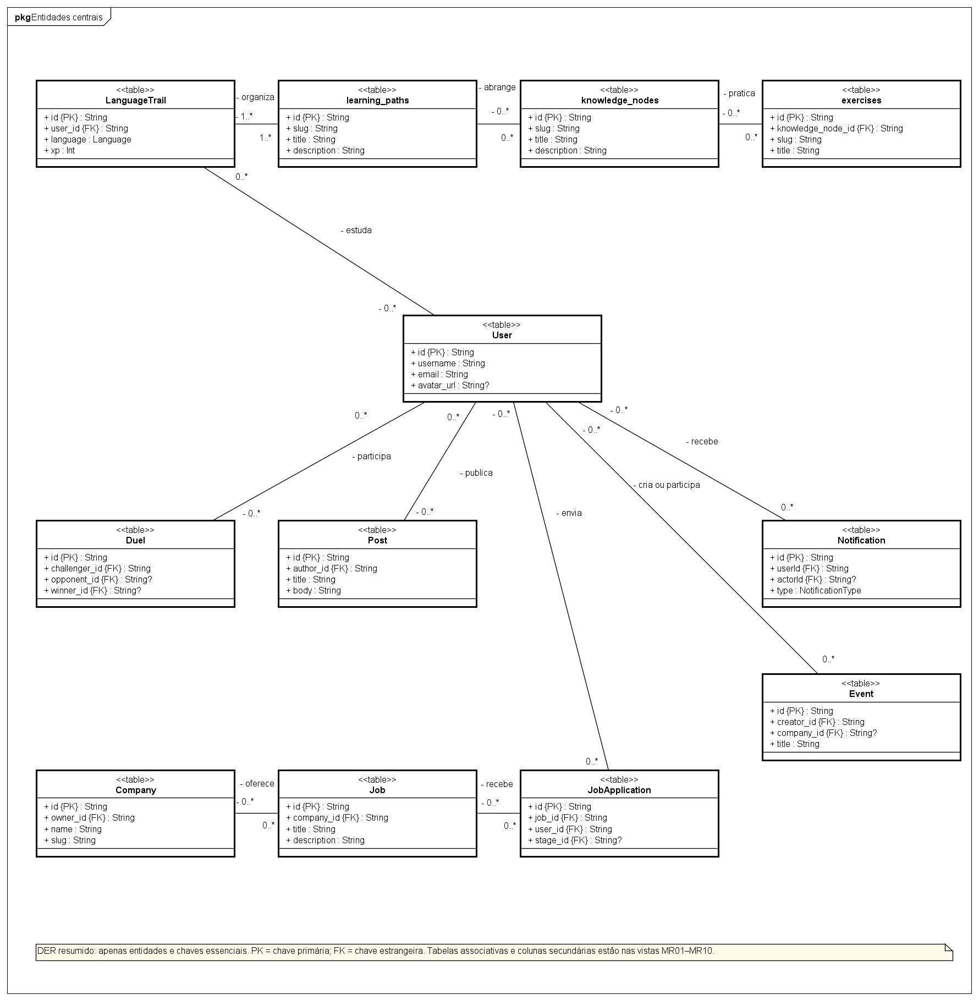 pkg Entidades centrais
<<table>>
LanguageTrail
+ id {PK} : String
+ user_id {FK} : String
+ language : Language
+ xp : Int
- organiza
- 1..*
1..*
<<table>>
learning_paths
+ id {PK} : String
+ slug : String
+ title : String
+ description : String
- abrange
- 0..*
0..*
<<table>>
knowledge_nodes
+ id {PK} : String
+ slug : String
+ title : String
+ description : String
- pratica
- 0..*
0..*
<<table>>
exercises
+ id {PK} : String
+ knowledge_node_id {FK} : String
+ slug : String
+ title : String
0..*
- estuda
- 0..*
<<table>>
User
+ id {PK} : String
+ username : String
+ email : String
+ avatar_url : String?
0..*
0..*
- 0..*
- 0..*
- 0..*
- participa
- publica
- envia
- cria ou participa
- recebe
- 0..*
- 0..*
0..*
<<table>>
Duel
+ id {PK} : String
+ challenger_id {FK} : String
+ opponent_id {FK} : String?
+ winner_id {FK} : String?
<<table>>
Post
+ id {PK} : String
+ author_id {FK} : String
+ title : String
+ body : String
<<table>>
Notification
+ id {PK} : String
+ userId {FK} : String
+ actorId {FK} : String?
+ type : NotificationType
0..*
<<table>>
Event
+ id {PK} : String
+ creator_id {FK} : String
+ company_id {FK} : String?
+ title : String
0..*
<<table>>
Company
+ id {PK} : String
+ owner_id {FK} : String
+ name : String
+ slug : String
- oferece
- 0..*
0..*
<<table>>
Job
+ id {PK} : String
+ company_id {FK} : String
+ title : String
+ description : String
- recebe
- 0..*
0..*
<<table>>
JobApplication
+ id {PK} : String
+ job_id {FK} : String
+ user_id {FK} : String
+ stage_id {FK} : String?
DER resumido: apenas entidades e chaves essenciais. PK = chave primária; FK = chave estrangeira. Tabelas associativas e colunas secundárias estão nas vistas MR01–MR10.